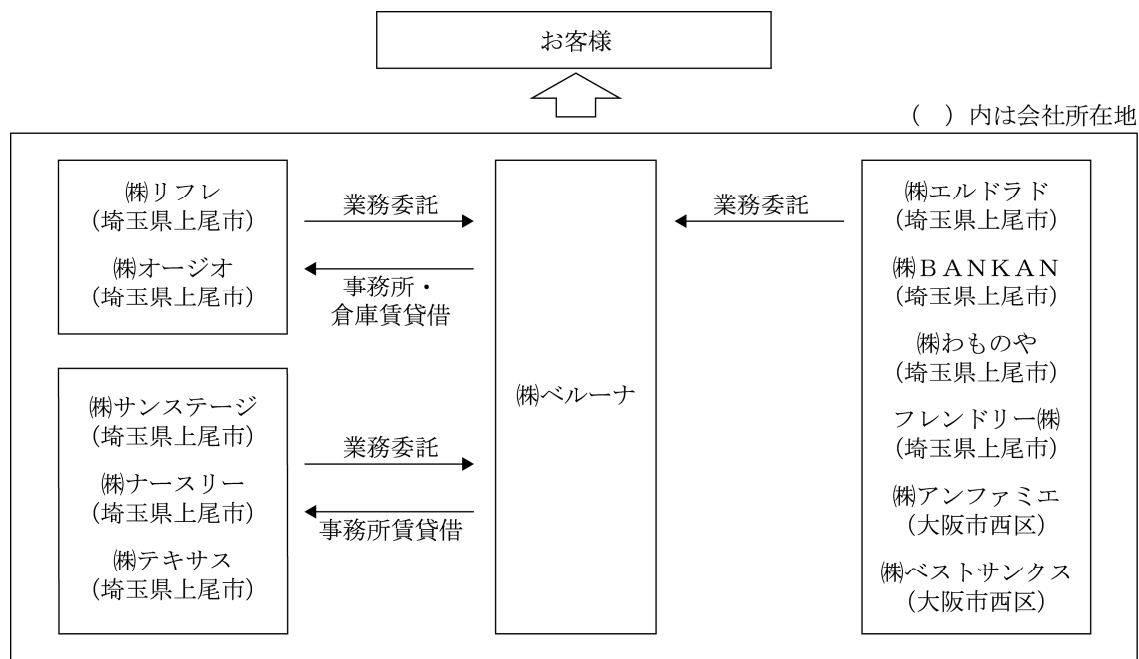 お客様
（　）内は会社所在地
㈱リフレ
（埼玉県上尾市）
㈱オージオ
（埼玉県上尾市）
業務委託
事務所・
倉庫賃貸借
㈱サンステージ
（埼玉県上尾市）
㈱ナースリー
（埼玉県上尾市）
㈱テキサス
（埼玉県上尾市）
業務委託
事務所賃貸借
㈱ベルーナ
業務委託
㈱エルドラド
（埼玉県上尾市）
㈱ＢＡＮＫＡＮ
（埼玉県上尾市）
㈱わものや
（埼玉県上尾市）
フレンドリー㈱
（埼玉県上尾市）
㈱アンファミエ
（大阪市西区）
㈱ベストサンクス
（大阪市西区）